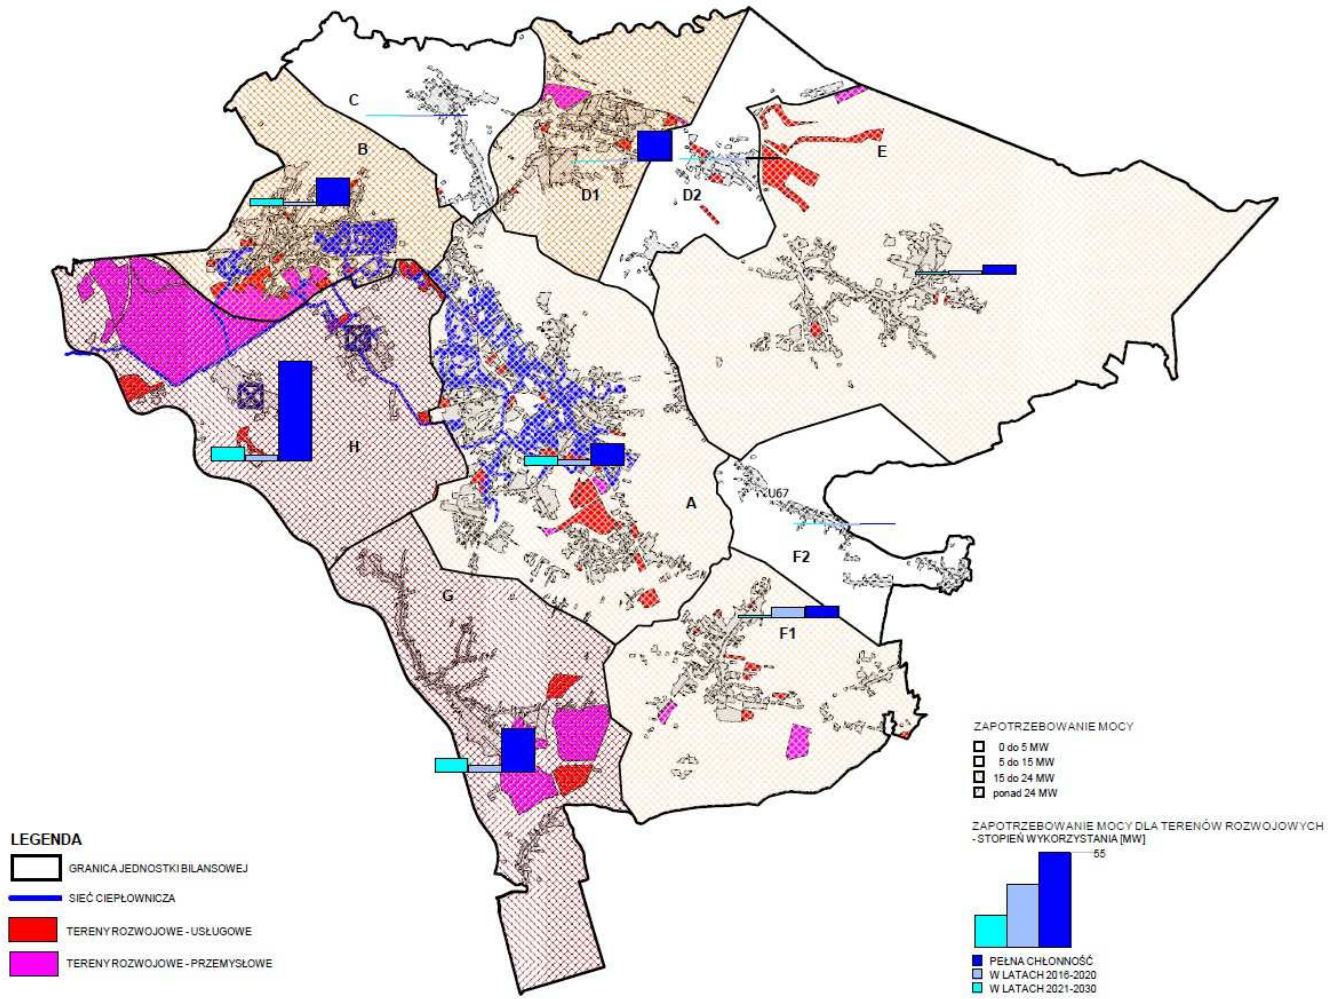 C
B
E
D1
D2
H
A
U67
F2
G
F1
ZAPOTRZEBOWANIE MOCY
0 do 5 MW
5 do 15 MW
15 do 24 MW
ponad 24 MW
ZAPOTRZEBOWANIE MOCY DLA TERENÓW ROZWOJOWYCH
- STOPIEŃ WYKORZYSTANIA [MW]
55
PEŁNA CHŁONNOŚĆ
W LATACH 2016-2020
W LATACH 2021-2030
LEGENDA
GRANICA JEDNOSTKI BILANSOWEJ
SIEĆ CIEPŁOWNICZA
TERENY ROZWOJOWE - USŁUGOWE
TERENY ROZWOJOWE - PRZEMYSŁOWE